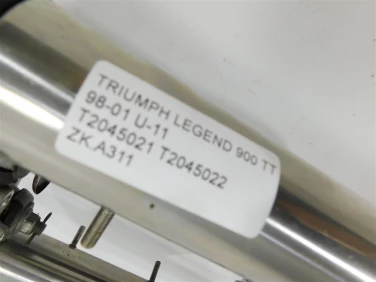 TRIUMPH LEGEND 900 TT
98-01 U-11
T2045021 T2045022
ZK.A311